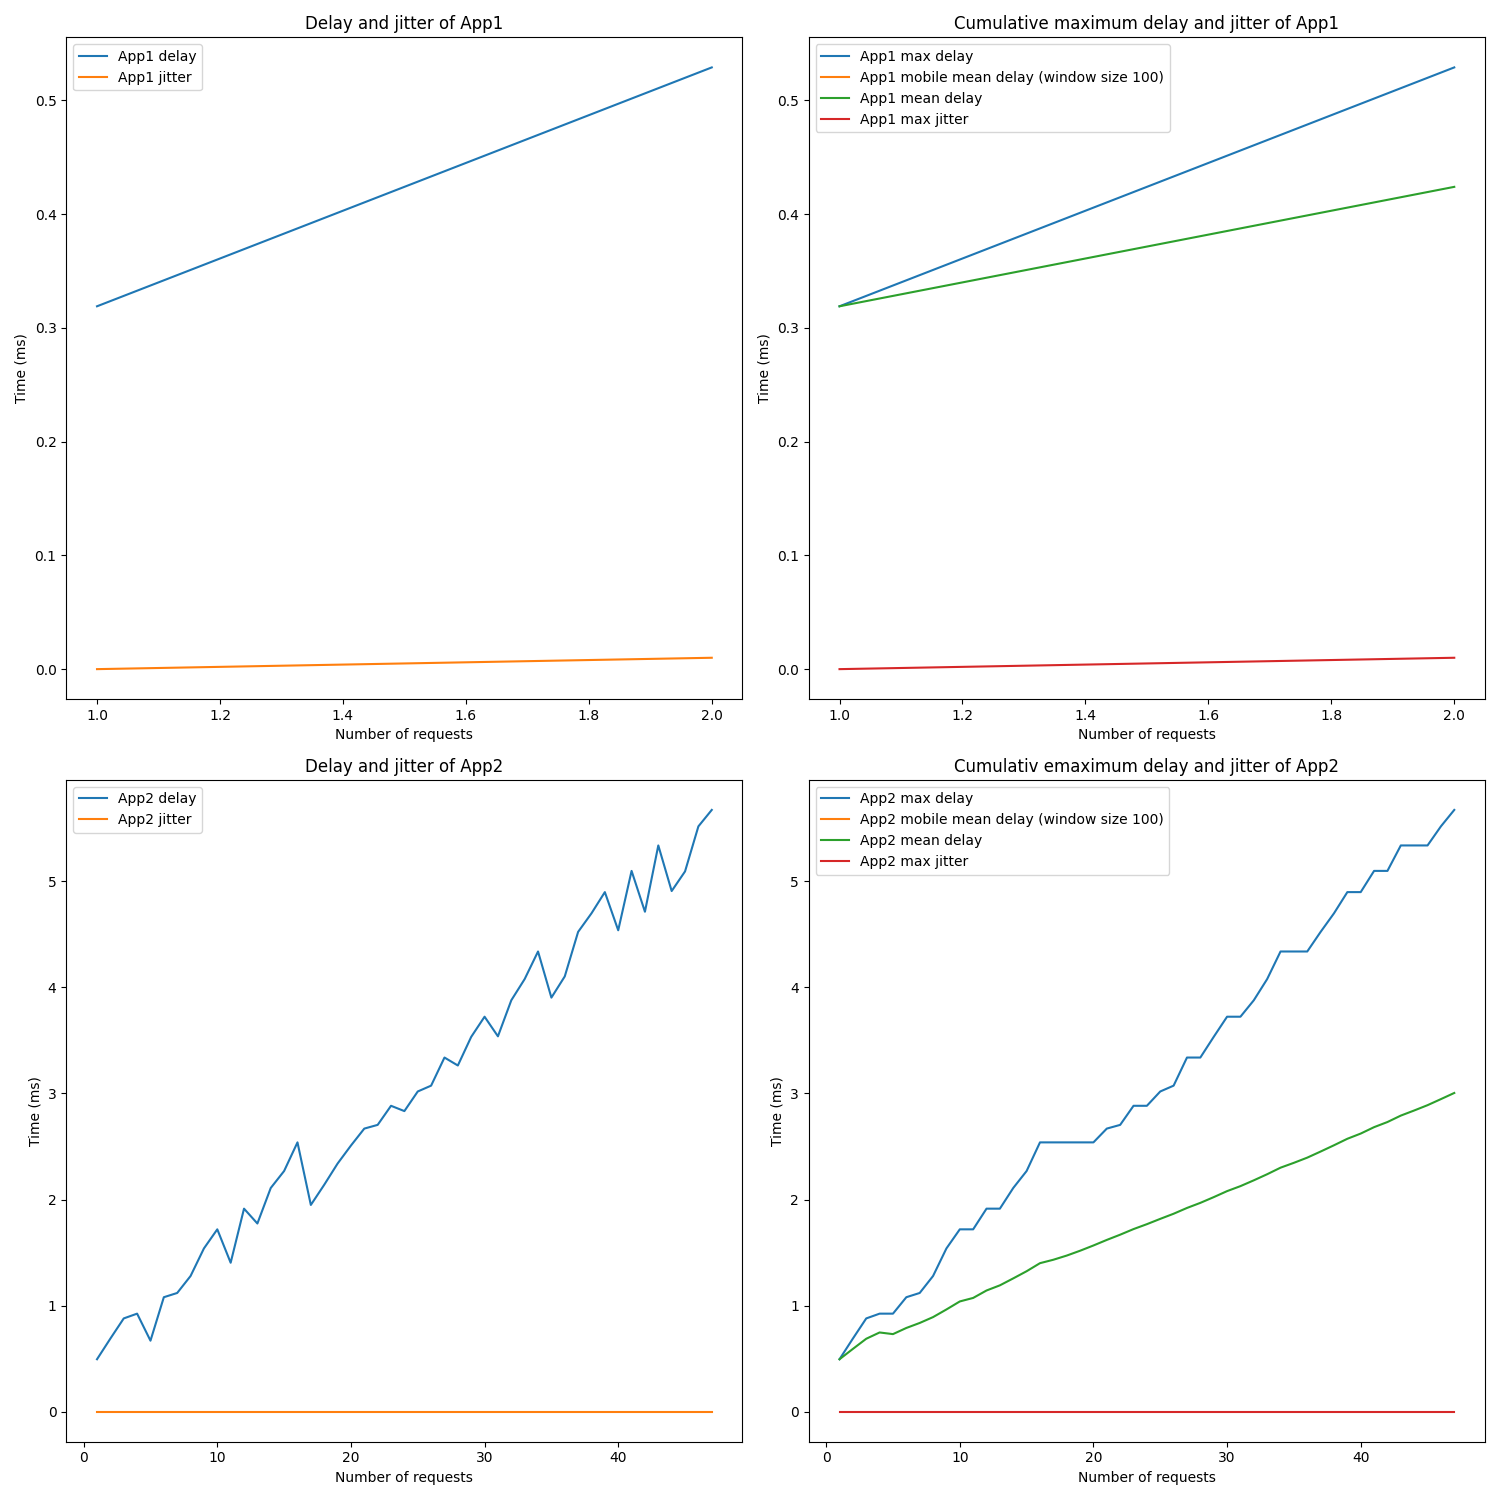 Delay and jitter of App1
App1 delay
App1 jitter
Time (ms)
0.5
0.4
0.3
0.2
0.1
0.0
1.0 1.2 1.4 1.6 1.8 2.0
Number of requests
Cumulative maximum delay and jitter of App1
App1 max delay
App1 mobile mean delay (window size 100)
App1 mean delay
App1 max jitter
Time (ms)
0.5
0.4
0.3
0.2
0.1
0.0
1.0 1.2 1.4 1.6 1.8 2.0
Number of requests
Delay and jitter of App2
App2 delay
App2 jitter
Time (ms)
5
4
3
2
1
0
0 10 20 30 40
Number of requests
Cumulativ emaximum delay and jitter of App2
App2 max delay
App2 mobile mean delay (window size 100)
App2 mean delay
App2 max jitter
Time (ms)
5
4
3
2
1
0
0 10 20 30 40
Number of requests